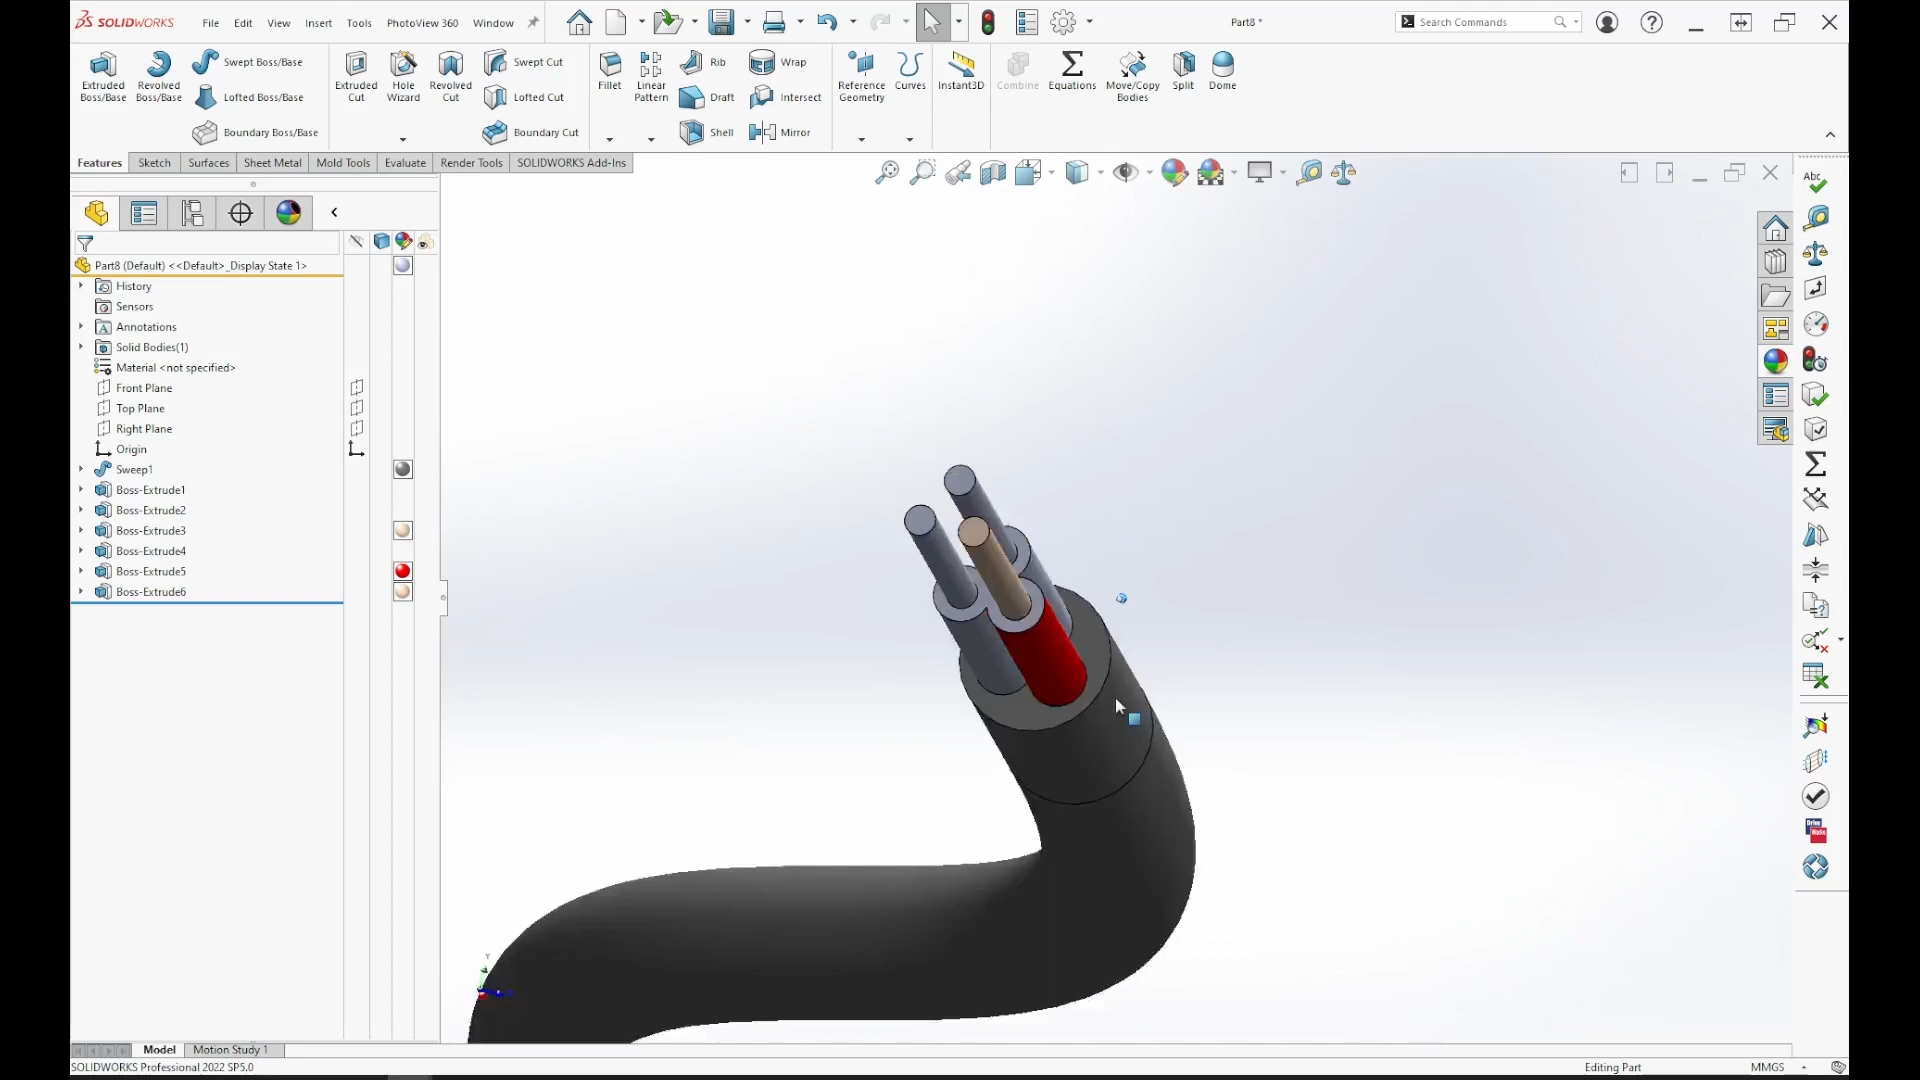 SOLIDWORKS File Edit View Insert Tools PhotoView 360 Window Part8 * Search Commands
Extruded Boss/Base
Revolved Boss/Base
Swept Boss/Base
Lofted Boss/Base
Boundary Boss/Base
Extruded Cut
Hole Wizard
Revolved Cut
Swept Cut
Lofted Cut
Boundary Cut
Fillet
Linear Pattern
Rib
Draft
Shell
Wrap
Intersect
Mirror
Reference Geometry
Curves
Instant3D
Combine
Equations
Move/Copy Bodies
Split
Dome
Features Sketch Surfaces Sheet Metal Mold Tools Evaluate Render Tools SOLIDWORKS Add-Ins
Abc
Part8 (Default) <<Default>_Display State 1>
History
Sensors
Annotations
Solid Bodies(1)
Material <not specified>
Front Plane
Top Plane
Right Plane
Origin
Sweep1
Boss-Extrude1
Boss-Extrude2
Boss-Extrude3
Boss-Extrude4
Boss-Extrude5
Boss-Extrude6
Y
Model Motion Study 1
SOLIDWORKS Professional 2022 SP5.0 Editing Part MMGS